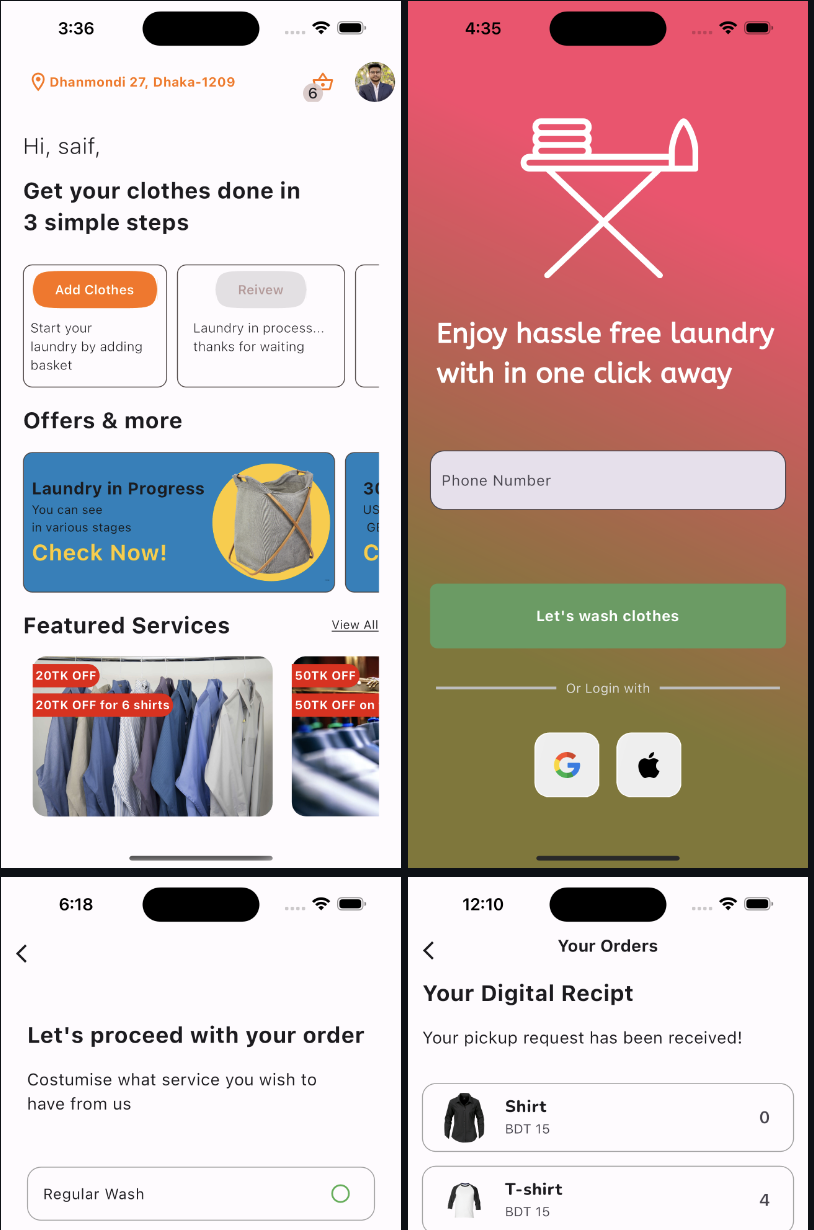 3:36
Dhanmondi 27, Dhaka-1209
6
Hi, saif,
Get your clothes done in
3 simple steps
Add Clothes
Start your
laundry by adding
basket
Reivew
Laundry in process...
thanks for waiting
Offers & more
Laundry in Progress
You can see
in various stages
Check Now!
30
US
GE
C
Featured Services
View All
20TK OFF
20TK OFF for 6 shirts
50TK OFF
50TK OFF on
4:35
Enjoy hassle free laundry
with in one click away
Phone Number
Let's wash clothes
Or Login with
6:18
Let's proceed with your order
Costumise what service you wish to
have from us
Regular Wash
12:10
Your Orders
Your Digital Recipt
Your pickup request has been received!
Shirt
BDT 15
0
T-shirt
BDT 15
4